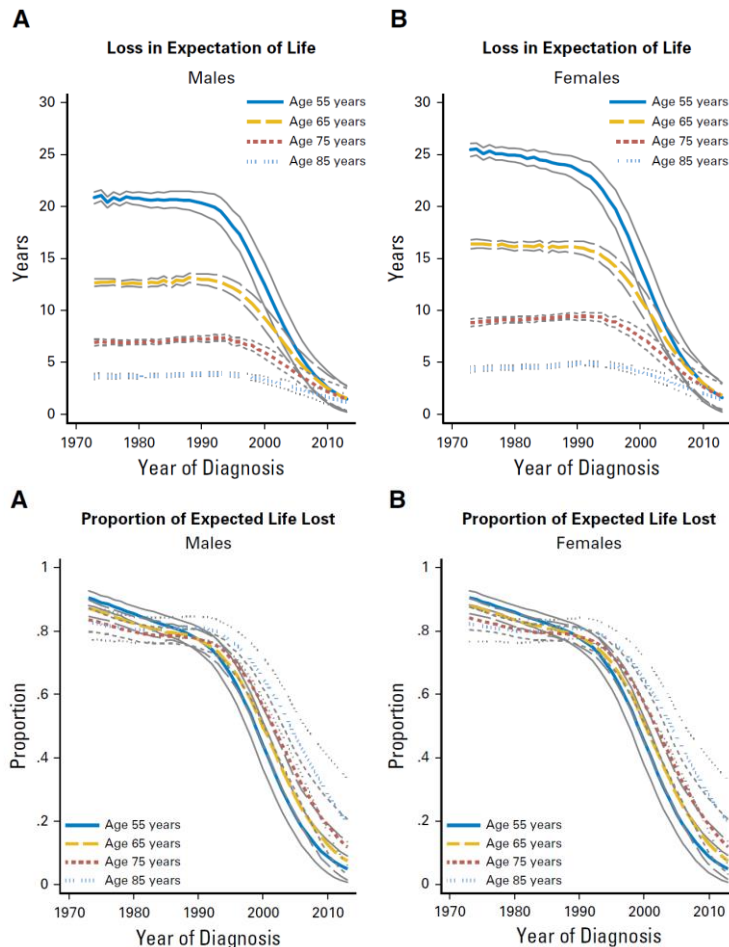 A
Loss in Expectation of Life
Males
30
25
20
15
10
5
0
Years
Age 55 years
Age 65 years
Age 75 years
Age 85 years
1970 1980 1990 2000 2010
Year of Diagnosis
B
Loss in Expectation of Life
Females
30
25
20
15
10
5
0
Years
Age 55 years
Age 65 years
Age 75 years
Age 85 years
1970 1980 1990 2000 2010
Year of Diagnosis
A
Proportion of Expected Life Lost
Males
1
.8
.6
.4
.2
0
Proportion
Age 55 years
Age 65 years
Age 75 years
Age 85 years
1970 1980 1990 2000 2010
Year of Diagnosis
B
Proportion of Expected Life Lost
Females
1
.8
.6
.4
.2
0
Proportion
Age 55 years
Age 65 years
Age 75 years
Age 85 years
1970 1980 1990 2000 2010
Year of Diagnosis